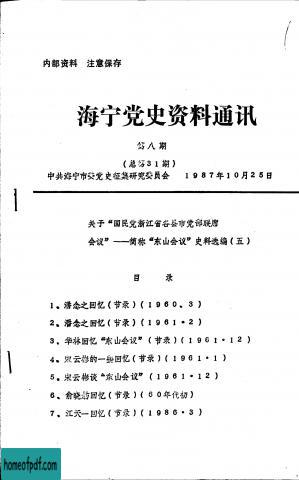 内部资料 注意保存
海宁党史资料通讯
第八期
(总第31期)
中共海宁市委党史征集研究委员会 1987年10月25日
关于“国民党浙江省各县市党部联席
会议”——简称“东山会议”史料选编(五)
目 录
1、潘念之回忆(节录)(1960.3)
2、潘念之回忆(节录)(1961·2)
3、华林回忆“东山会议”(节录)(1961·12)
4、宋云彬的一些回忆(节录)(1961·1)
5、宋云彬谈“东山会议”(1961·12)
6、俞晓舫回忆(节录)(60年代初)
7、江天一回忆(节录)(1986·3)
homeofpdf.com